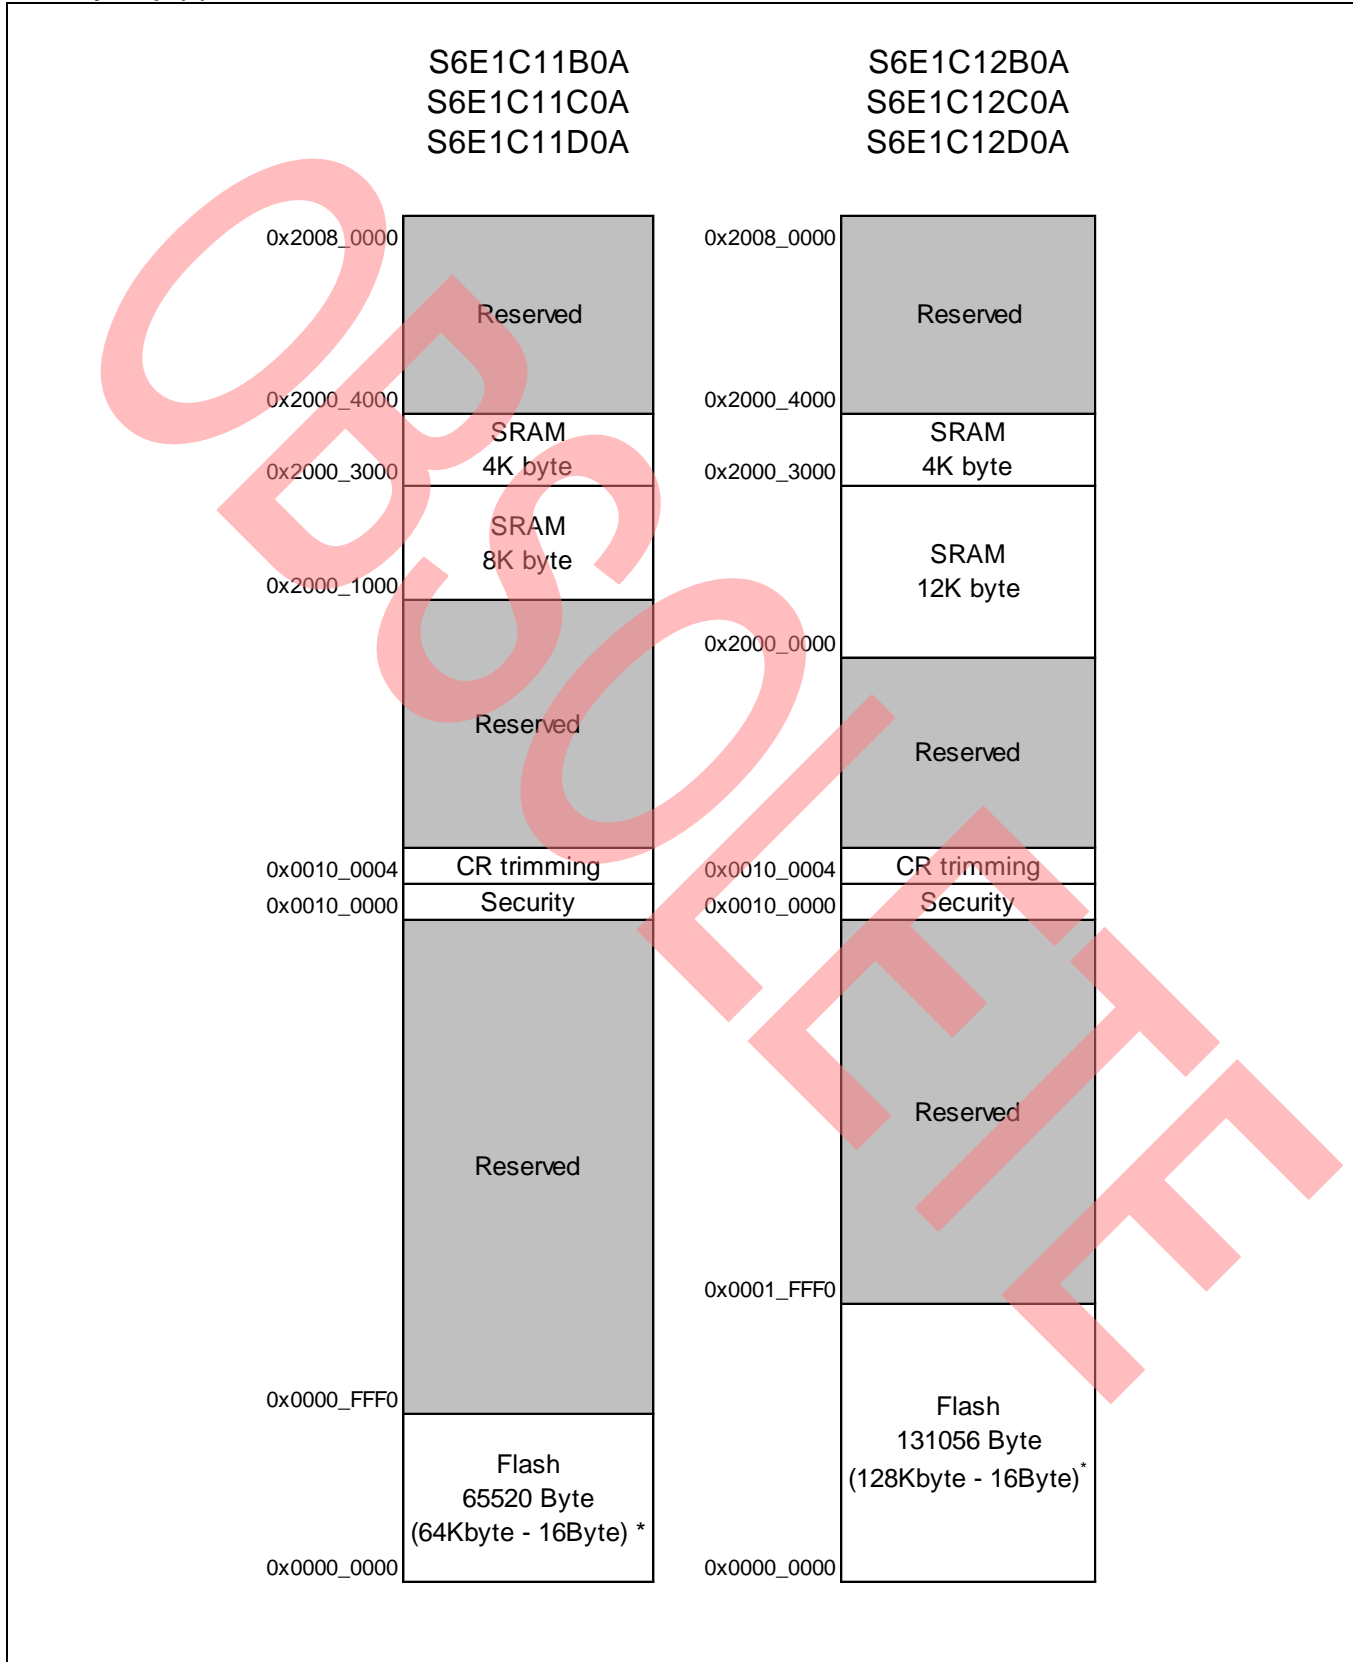 S6E1C11B0A
S6E1C11C0A
S6E1C11D0A
0x2008_0000
Reserved
0x2000_4000
SRAM
4K byte
0x2000_3000
SRAM
8K byte
0x2000_1000
Reserved
0x0010_0004
CR trimming
0x0010_0000
Security
Reserved
0x0000_FFF0
Flash
65520 Byte
(64Kbyte - 16Byte) *
0x0000_0000
S6E1C12B0A
S6E1C12C0A
S6E1C12D0A
0x2008_0000
Reserved
0x2000_4000
SRAM
4K byte
0x2000_3000
SRAM
12K byte
0x2000_0000
Reserved
0x0010_0004
CR trimming
0x0010_0000
Security
Reserved
0x0001_FFF0
Flash
131056 Byte
(128Kbyte - 16Byte)*
0x0000_0000
OBSOLETE